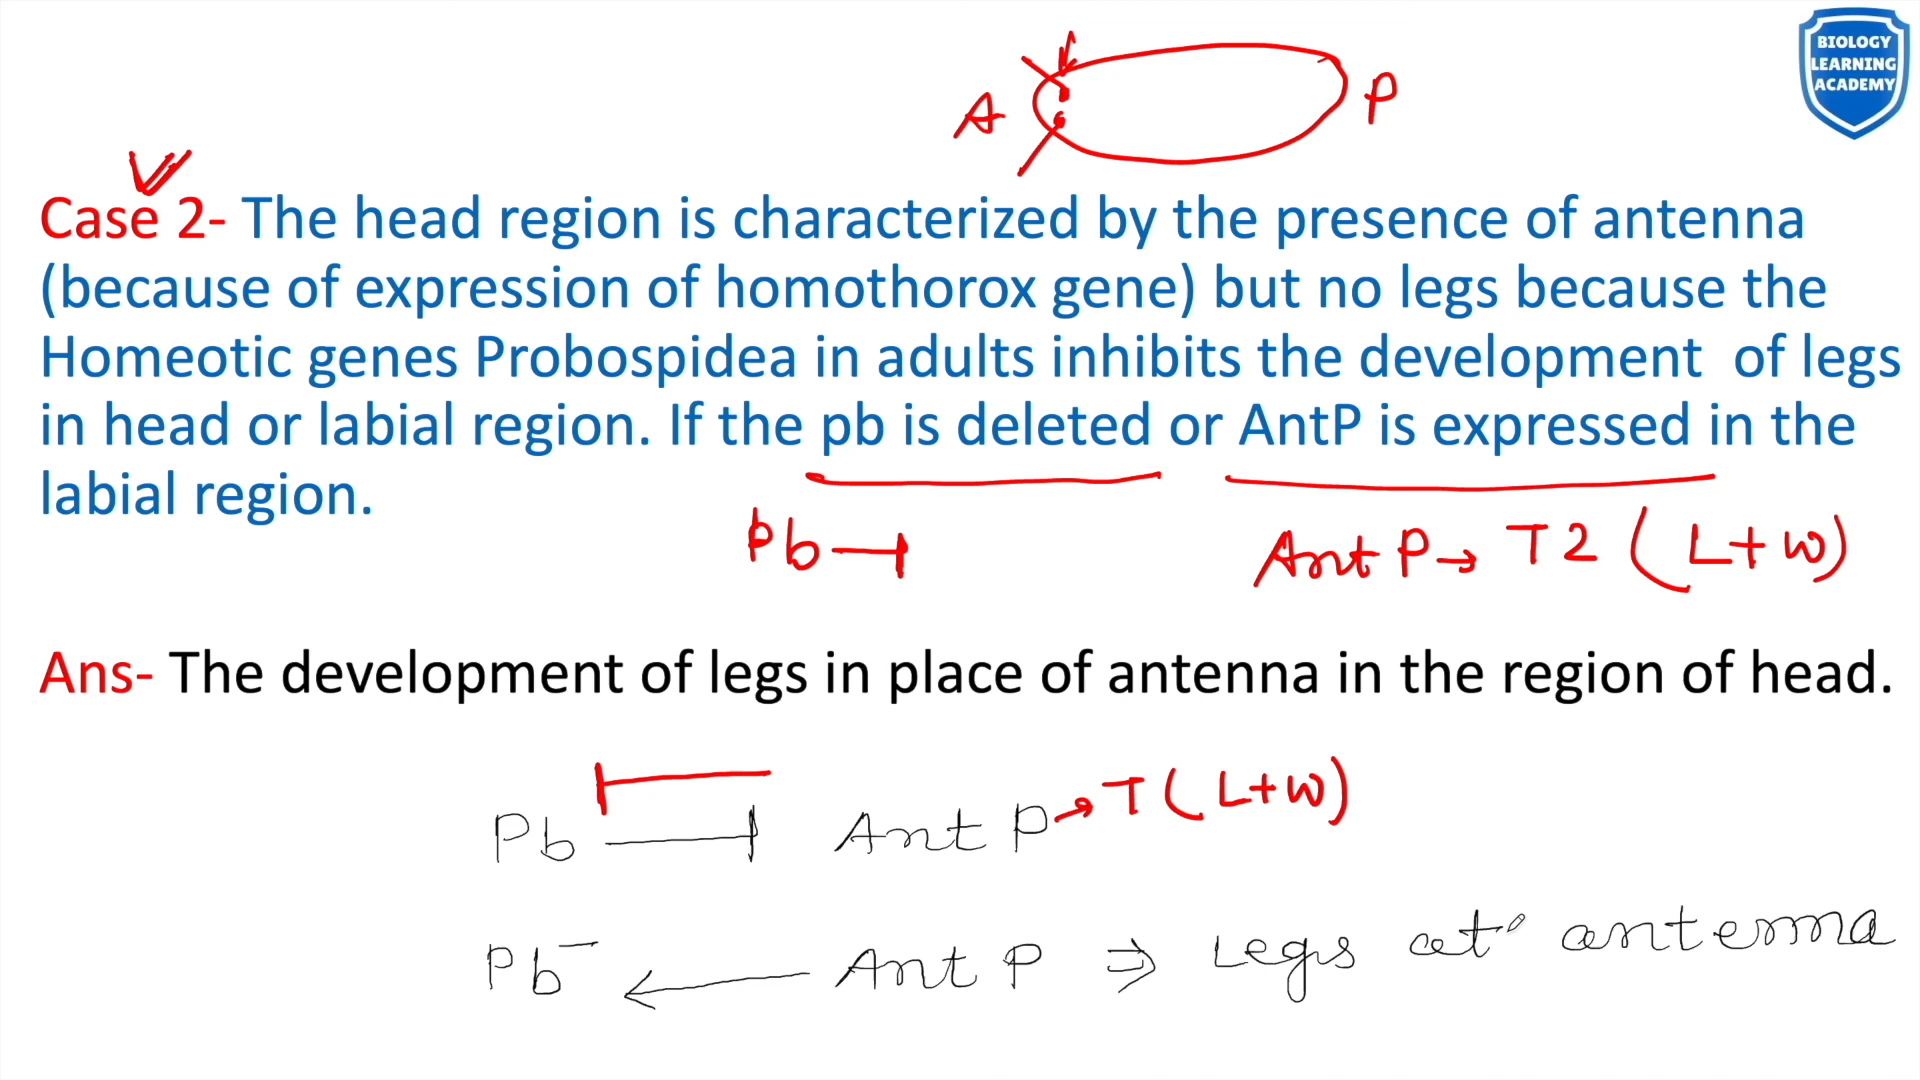 BIOLOGY
LEARNING
ACADEMY
A P
Case 2- The head region is characterized by the presence of antenna
(because of expression of homothorox gene) but no legs because the
Homeotic genes Probospidea in adults inhibits the development of legs
in head or labial region. If the pb is deleted or AntP is expressed in the
labial region.
Pb AntP → T2 (L+W)
Ans- The development of legs in place of antenna in the region of head.
Pb AntP → T (L+W)
Pb⁻ ← AntP ⇒ Legs at antenna